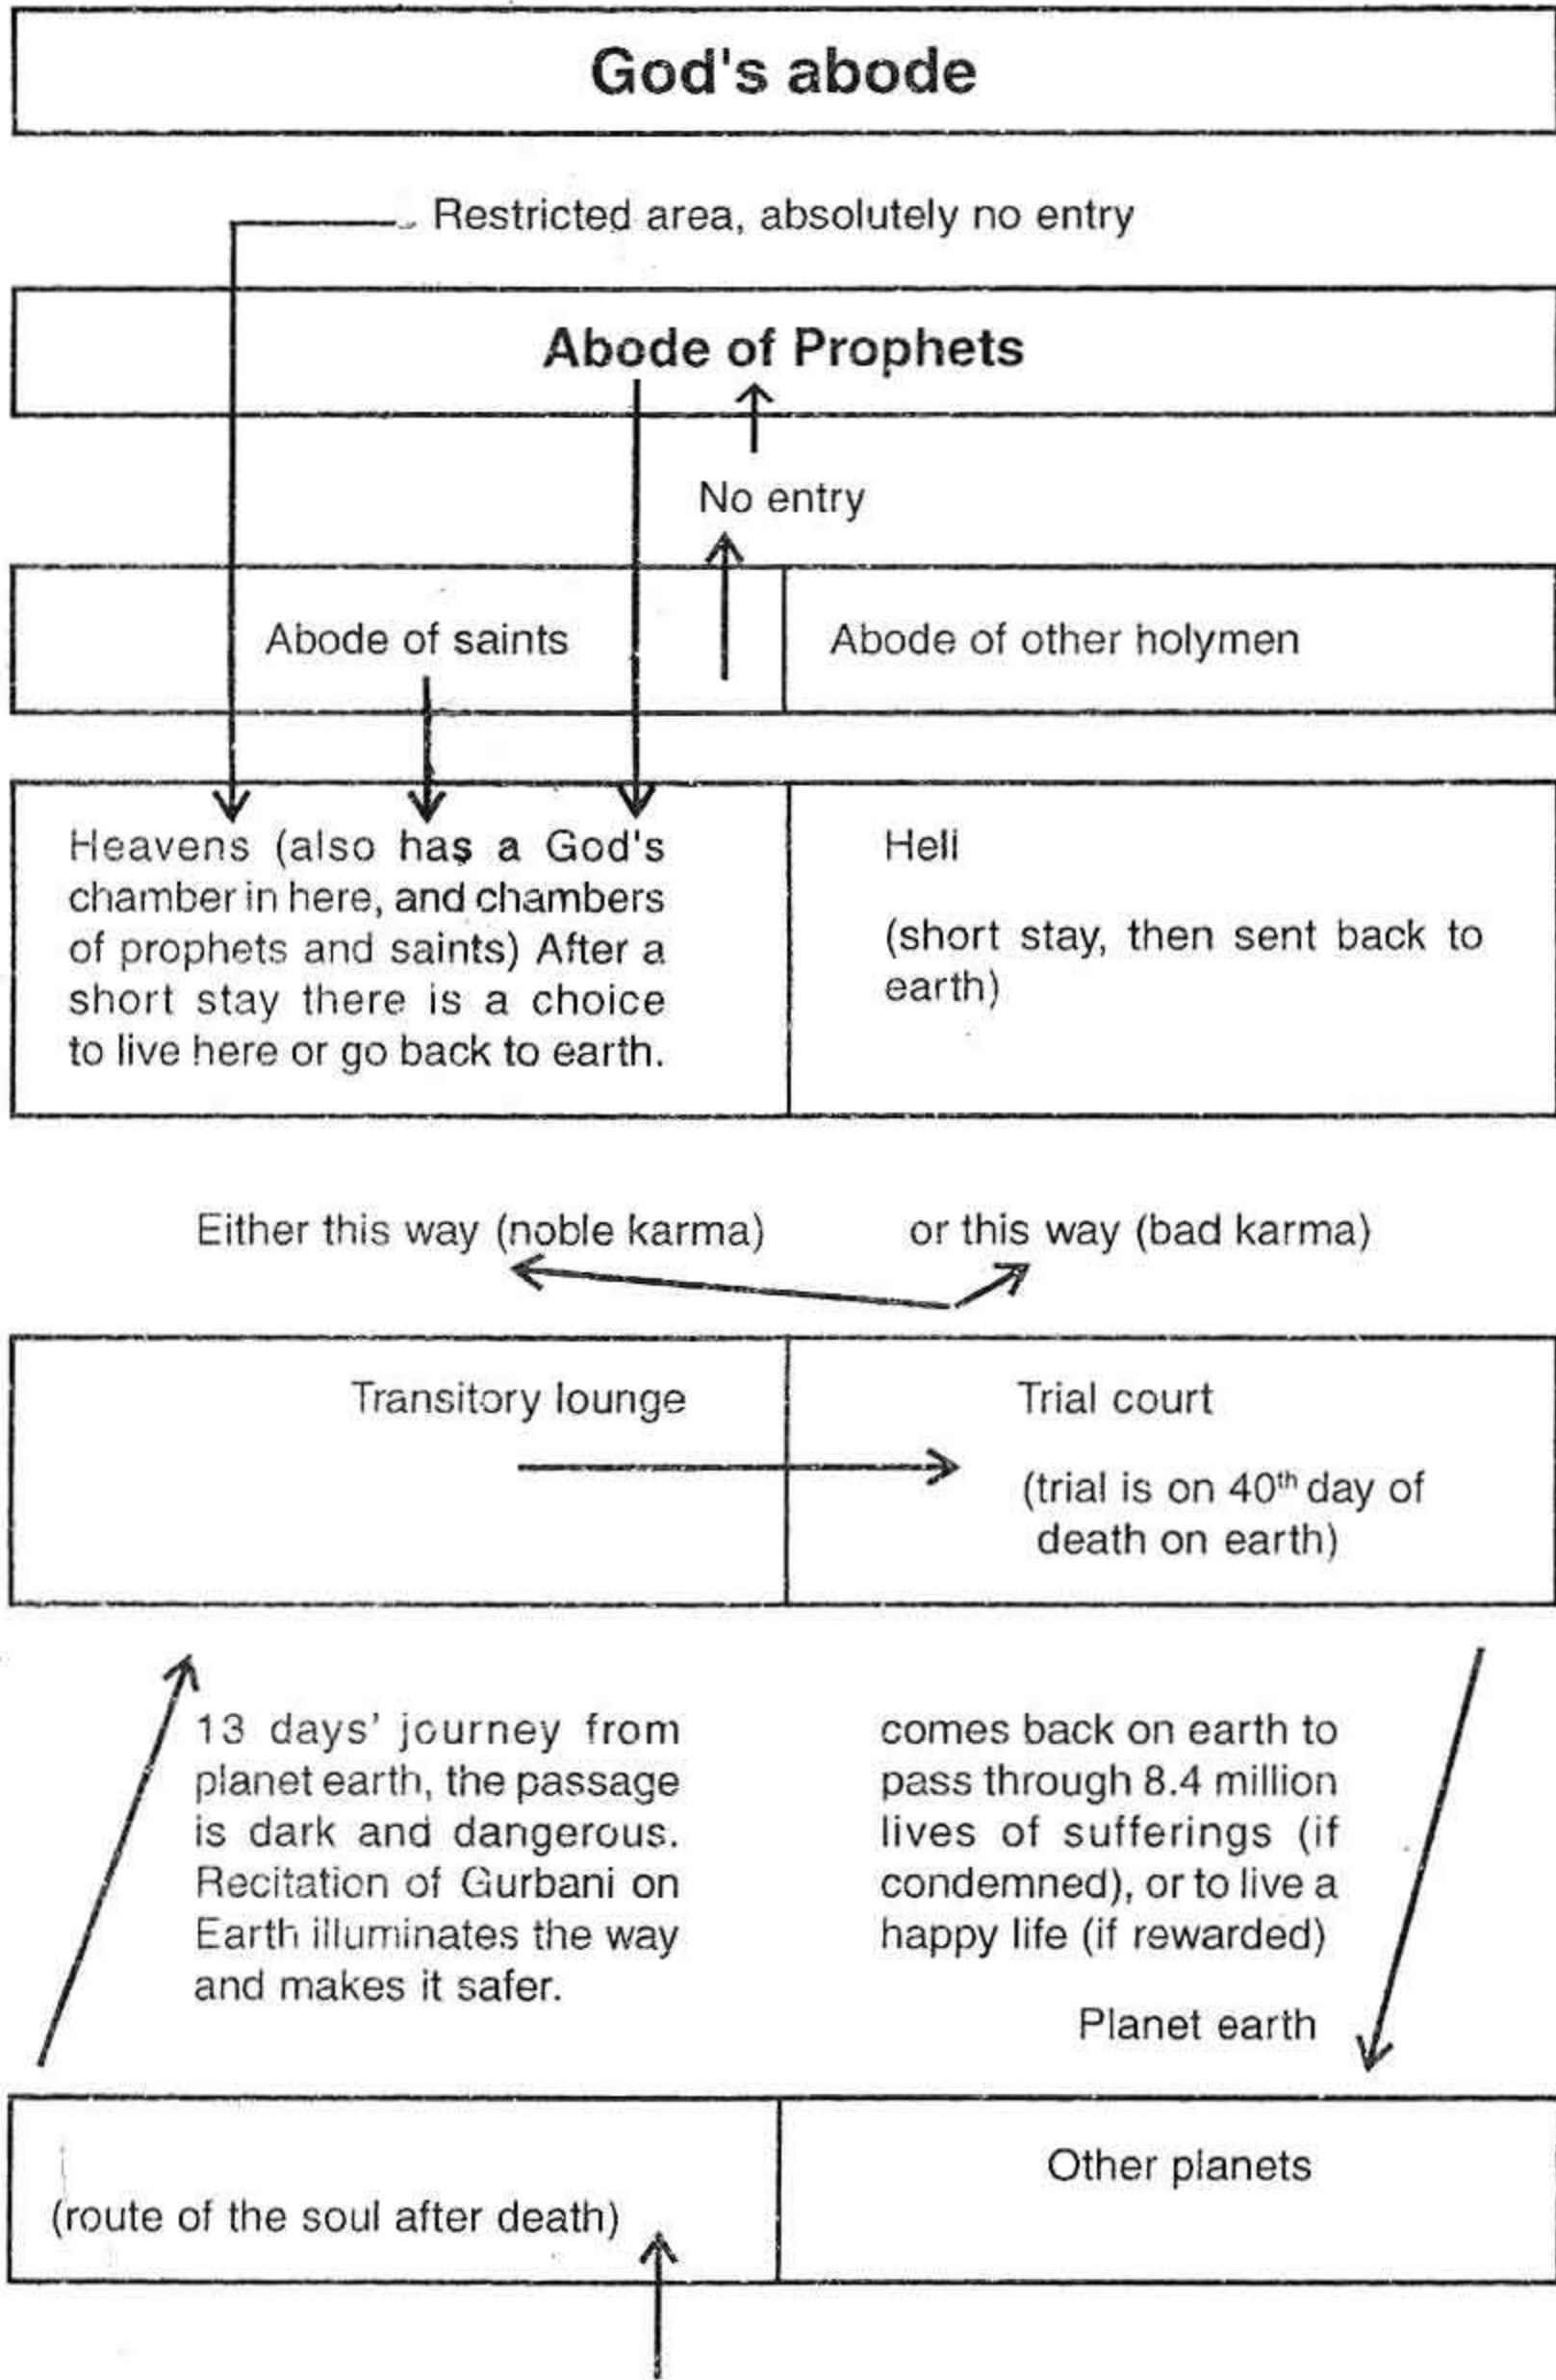 God's abode
Restricted area, absolutely no entry
Abode of Prophets
No entry
Abode of saints
Abode of other holymen
Heavens (also has a God's
chamber in here, and chambers
of prophets and saints) After a
short stay there is a choice
to live here or go back to earth.
Hell
(short stay, then sent back to
earth)
Either this way (noble karma)
or this way (bad karma)
Transitory lounge
Trial court
(trial is on 40th day of
death on earth)
13 days' journey from
planet earth, the passage
is dark and dangerous.
Recitation of Gurbani on
Earth illuminates the way
and makes it safer.
comes back on earth to
pass through 8.4 million
lives of sufferings (if
condemned), or to live a
happy life (if rewarded)
Planet earth
(route of the soul after death)
Other planets